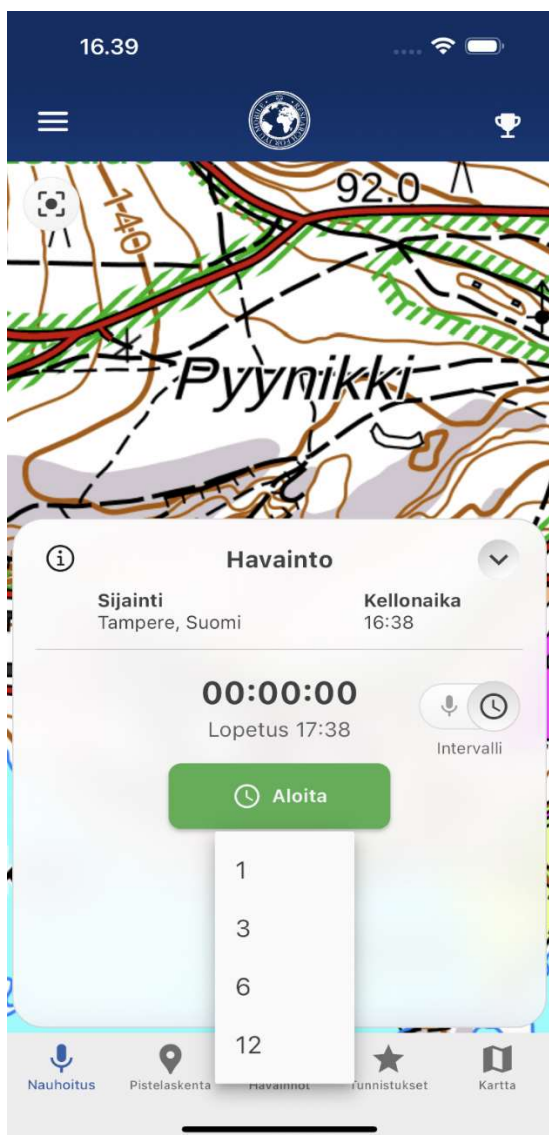 16.39
92.0
140
Pyynikki
Havainto
Sijainti
Kellonaika
Tampere, Suomi
16:38
00:00:00
Lopetus 17:38
Intervalli
Aloita
1
3
6
12
Nauhoitus
Pistelaskenta
Havainnot
Tunnistukset
Kartta